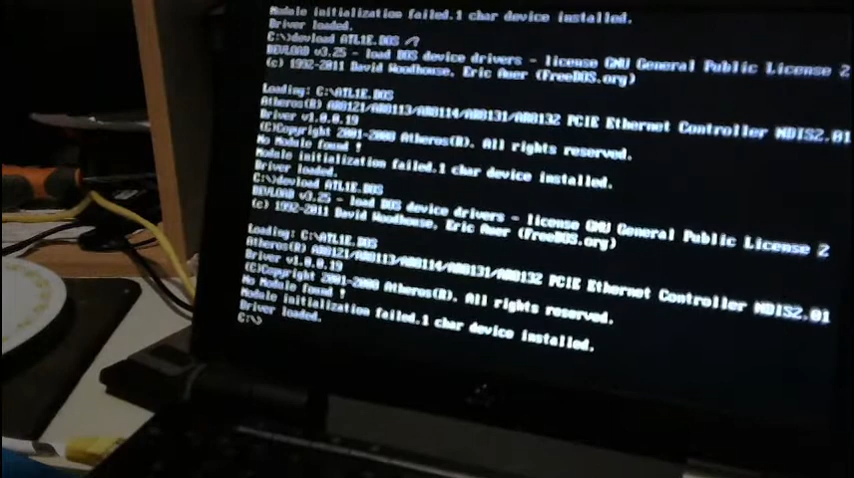 Module initialization failed.1 char device installed.
Driver loaded.
C:\>devload ATL1E.DOS /?
DEVLOAD v3.25 - load DOS device drivers - license GNU General Public License 2
(c) 1992-2011 David Woodhouse, Eric Auer (FreeDOS.org)
Loading: C:\ATL1E.DOS
Atheros(R) AR8121/AR8113/AR8114/AR8131/AR8132 PCIE Ethernet Controller NDIS2.01
Driver v1.0.0.19
(C)Copyright 2001-2008 Atheros(R). All rights reserved.
No Module found !
Module initialization failed.1 char device installed.
Driver loaded.
C:\>devload ATL1E.DOS
DEVLOAD v3.25 - load DOS device drivers - license GNU General Public License 2
(c) 1992-2011 David Woodhouse, Eric Auer (FreeDOS.org)
Loading: C:\ATL1E.DOS
Atheros(R) AR8121/AR8113/AR8114/AR8131/AR8132 PCIE Ethernet Controller NDIS2.01
Driver v1.0.0.19
(C)Copyright 2001-2008 Atheros(R). All rights reserved.
No Module found !
Module initialization failed.1 char device installed.
Driver loaded.
C:\>